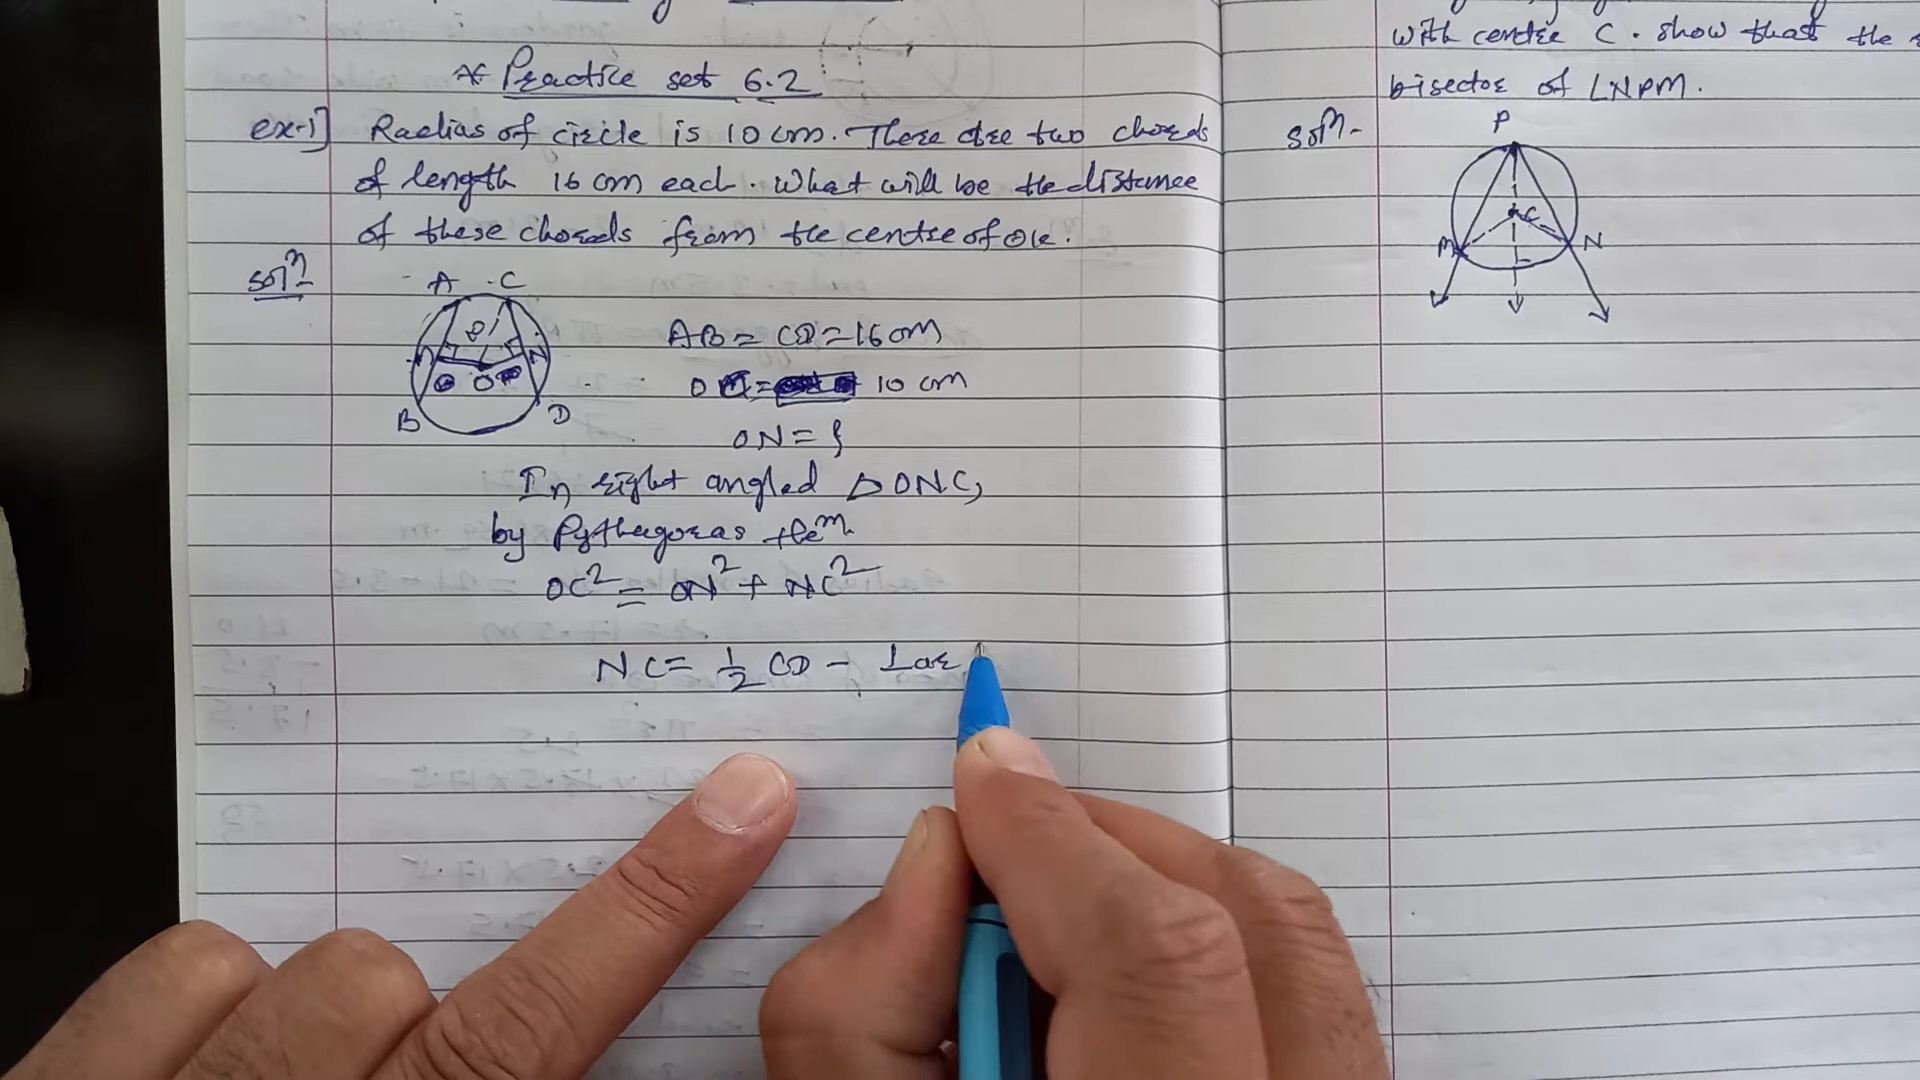 * Practice set 6.2
ex-1] Radius of circle is 10 cm. There are two chords
of length 16 cm each. What will be the distance
of these chords from the centre of
solⁿ
A C
O
B D
AB = CD = 16 cm
10 cm
ON = ?
In right angled △ONC,
by Pythagoras theᵐ
OC² = ON² + NC²
NC = 1/2 CD - ⊥ar
with centre C. show that the
bisector of ∠NPM.
solⁿ-
P
C
M N